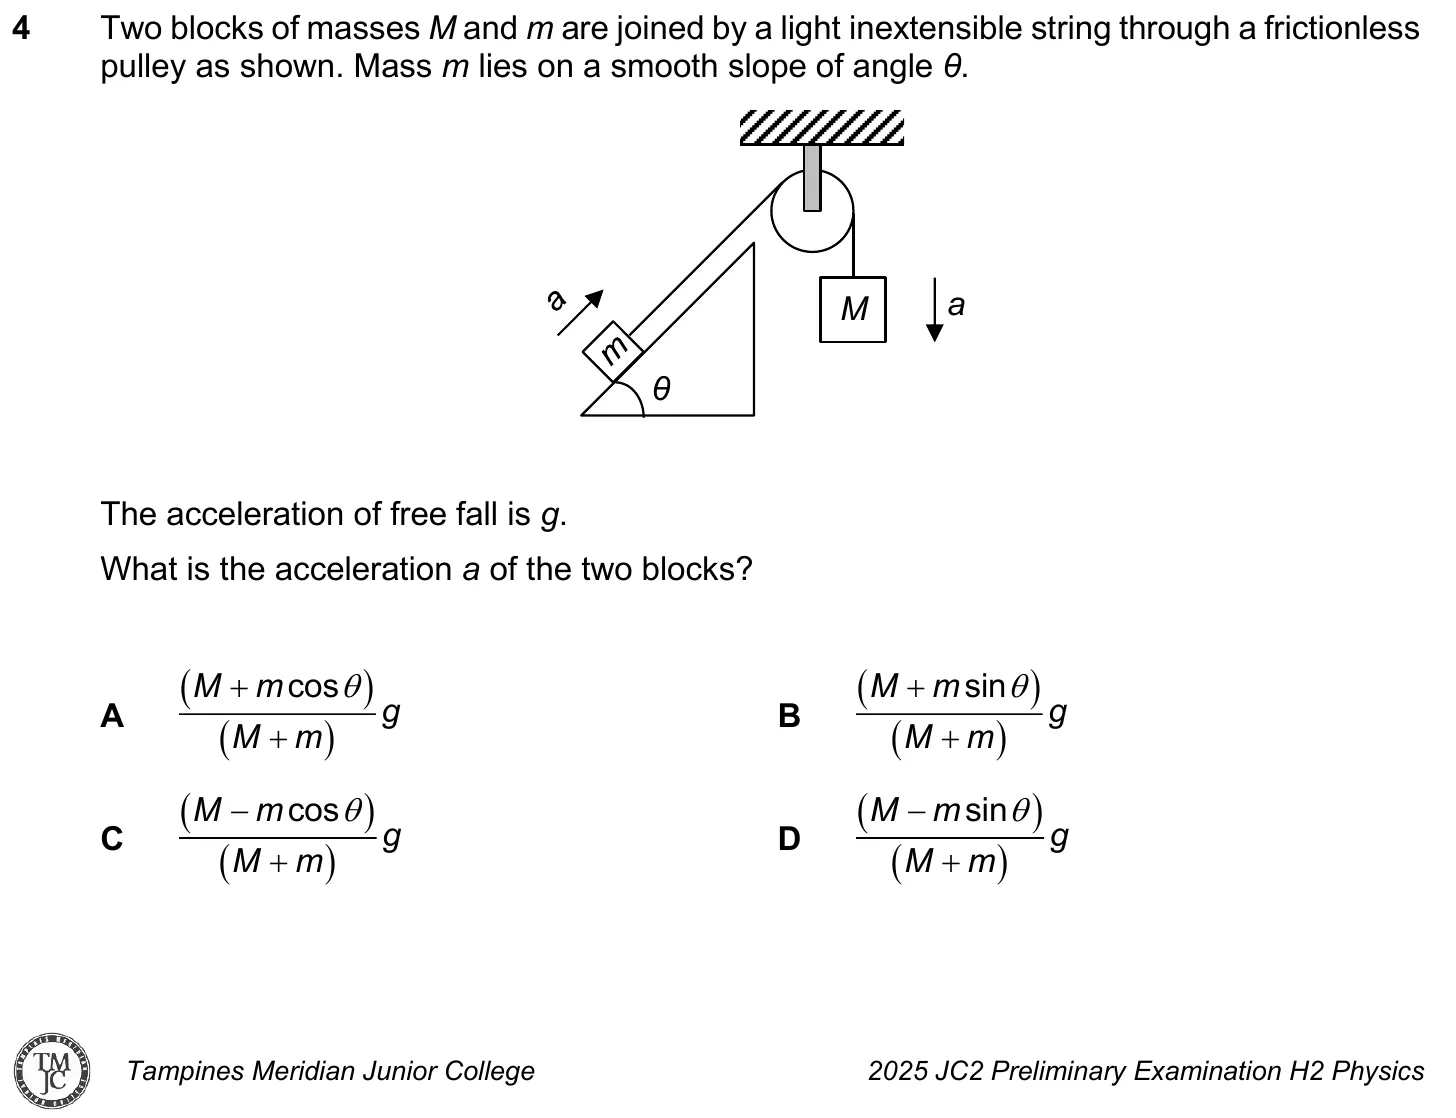 4 Two blocks of masses M and m are joined by a light inextensible string through a frictionless
pulley as shown. Mass m lies on a smooth slope of angle θ.
a
m
θ
M
a
The acceleration of free fall is g.
What is the acceleration a of the two blocks?
A (M + m cos θ) / (M + m) g
B (M + m sin θ) / (M + m) g
C (M − m cos θ) / (M + m) g
D (M − m sin θ) / (M + m) g
TM
JC
Tampines Meridian Junior College 2025 JC2 Preliminary Examination H2 Physics